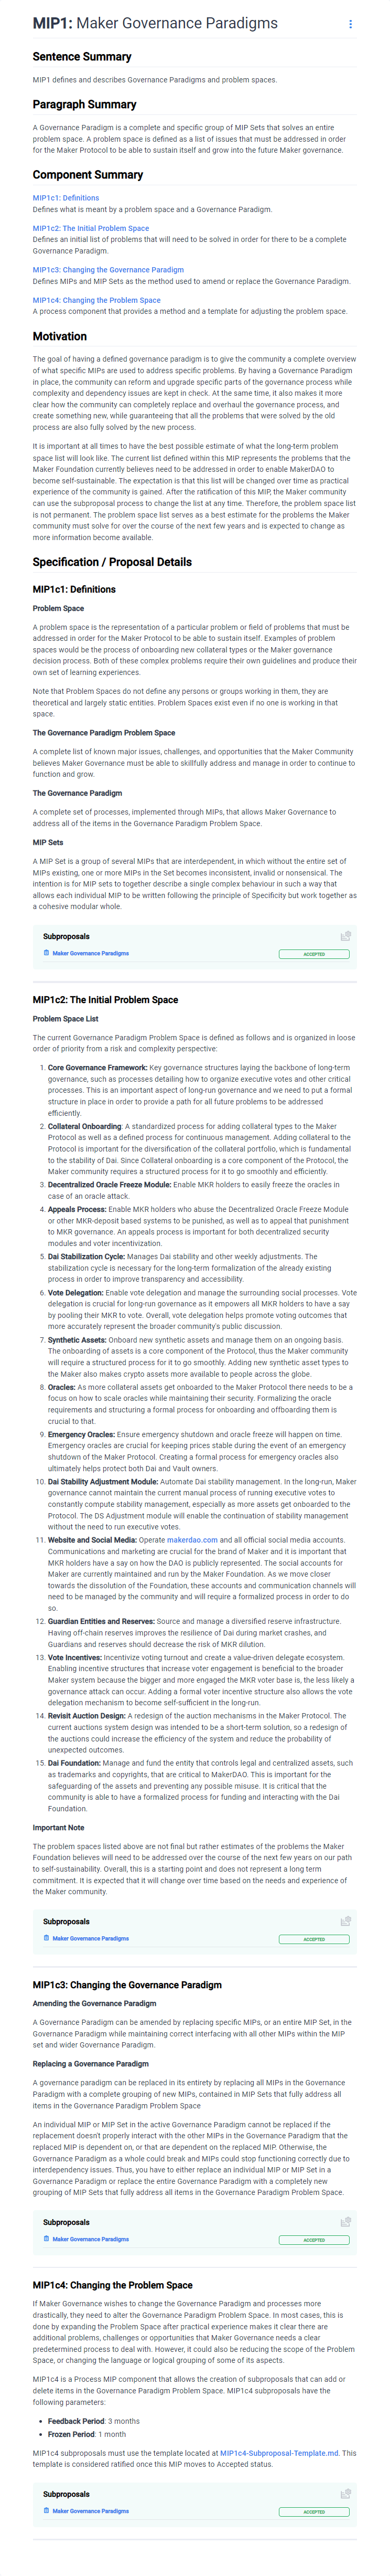 MIP1: Maker Governance Paradigms
Sentence Summary
MIP1 defines and describes Governance Paradigms and problem spaces.
Paragraph Summary
A Governance Paradigm is a complete and specific group of MIP Sets that solves an entire
problem space. A problem space is defined as a list of issues that must be addressed in order
for the Maker Protocol to be able to sustain itself and grow into the future Maker governance.
Component Summary
MIP1c1: Definitions
Defines what is meant by a problem space and a Governance Paradigm.
MIP1c2: The Initial Problem Space
Defines an initial list of problems that will need to be solved in order for there to be a complete
Governance Paradigm.
MIP1c3: Changing the Governance Paradigm
Defines MIPs and MIP Sets as the method used to amend or replace the Governance Paradigm.
MIP1c4: Changing the Problem Space
A process component that provides a method and a template for adjusting the problem space.
Motivation
The goal of having a defined governance paradigm is to give the community a complete overview
of what specific MIPs are used to address specific problems. By having a Governance Paradigm
in place, the community can reform and upgrade specific parts of the governance process while
complexity and dependency issues are kept in check. At the same time, it also makes it more
clear how the community can completely replace and overhaul the governance process, and
create something new, while guaranteeing that all the problems that were solved by the old
process are also fully solved by the new process.
It is important at all times to have the best possible estimate of what the long-term problem
space list will look like. The current list defined within this MIP represents the problems that the
Maker Foundation currently believes need to be addressed in order to enable MakerDAO to
become self-sustainable. The expectation is that this list will be changed over time as practical
experience of the community is gained. After the ratification of this MIP, the Maker community
can use the subproposal process to change the list at any time. Therefore, the problem space list
is not permanent. The problem space list serves as a best estimate for the problems the Maker
community must solve for over the course of the next few years and is expected to change as
more information become available.
Specification / Proposal Details
MIP1c1: Definitions
Problem Space
A problem space is the representation of a particular problem or field of problems that must be
addressed in order for the Maker Protocol to be able to sustain itself. Examples of problem
spaces would be the process of onboarding new collateral types or the Maker governance
decision process. Both of these complex problems require their own guidelines and produce their
own set of learning experiences.
Note that Problem Spaces do not define any persons or groups working in them, they are
theoretical and largely static entities. Problem Spaces exist even if no one is working in that
space.
The Governance Paradigm Problem Space
A complete list of known major issues, challenges, and opportunities that the Maker Community
believes Maker Governance must be able to skillfully address and manage in order to continue to
function and grow.
The Governance Paradigm
A complete set of processes, implemented through MIPs, that allows Maker Governance to
address all of the items in the Governance Paradigm Problem Space.
MIP Sets
A MIP Set is a group of several MIPs that are interdependent, in which without the entire set of
MIPs existing, one or more MIPs in the Set becomes inconsistent, invalid or nonsensical. The
intention is for MIP sets to together describe a single complex behaviour in such a way that
allows each individual MIP to be written following the principle of Specificity but work together as
a cohesive modular whole.
Subproposals
Maker Governance Paradigms ACCEPTED
MIP1c2: The Initial Problem Space
Problem Space List
The current Governance Paradigm Problem Space is defined as follows and is organized in loose
order of priority from a risk and complexity perspective:
1. Core Governance Framework: Key governance structures laying the backbone of long-term
governance, such as processes detailing how to organize executive votes and other critical
processes. This is an important aspect of long-run governance and we need to put a formal
structure in place in order to provide a path for all future problems to be addressed
efficiently.
2. Collateral Onboarding: A standardized process for adding collateral types to the Maker
Protocol as well as a defined process for continuous management. Adding collateral to the
Protocol is important for the diversification of the collateral portfolio, which is fundamental
to the stability of Dai. Since Collateral onboarding is a core component of the Protocol, the
Maker community requires a structured process for it to go smoothly and efficiently.
3. Decentralized Oracle Freeze Module: Enable MKR holders to easily freeze the oracles in
case of an oracle attack.
4. Appeals Process: Enable MKR holders who abuse the Decentralized Oracle Freeze Module
or other MKR-deposit based systems to be punished, as well as to appeal that punishment
to MKR governance. An appeals process is important for both decentralized security
modules and voter incentivization.
5. Dai Stabilization Cycle: Manages Dai stability and other weekly adjustments. The
stabilization cycle is necessary for the long-term formalization of the already existing
process in order to improve transparency and accessibility.
6. Vote Delegation: Enable vote delegation and manage the surrounding social processes. Vote
delegation is crucial for long-run governance as it empowers all MKR holders to have a say
by pooling their MKR to vote. Overall, vote delegation helps promote voting outcomes that
more accurately represent the broader community's public discussion.
7. Synthetic Assets: Onboard new synthetic assets and manage them on an ongoing basis.
The onboarding of assets is a core component of the Protocol, thus the Maker community
will require a structured process for it to go smoothly. Adding new synthetic asset types to
the Maker also makes crypto assets more available to people across the globe.
8. Oracles: As more collateral assets get onboarded to the Protocol there needs to be a
focus on how to scale oracles while maintaining their security. Formalizing the oracle
requirements and structuring a formal process for onboarding and offboarding them is
crucial to that.
9. Emergency Oracles: Ensure emergency shutdown and oracle freeze will happen on time.
Emergency oracles are crucial for keeping prices stable during the event of an emergency
shutdown of the Maker Protocol. Creating a formal process for emergency oracles also
ultimately helps protect both Dai and Vault owners.
10. Dai Stability Adjustment Module: Automate Dai stability management. In the long-run, Maker
governance cannot maintain the current manual process of running executive votes to
constantly compute stability management, especially as more assets get onboarded to the
Protocol. The DS Adjustment module will enable the continuation of stability management
without the need to run executive votes.
11. Website and Social Media: Operate makerdao.com and all official social media accounts.
Communications and marketing are crucial for the brand of Maker and it is important that
MKR holders have a say on how the DAO is publicly represented. The social accounts for
Maker are currently maintained and run by the Maker Foundation. As we move closer
towards the dissolution of the Foundation, these accounts and communication channels will
need to be managed by the community and will require a formalized process in order to do
so.
12. Guardian Entities and Reserves: Source and manage a diversified reserve infrastructure.
Having off-chain reserves improves the resilience of Dai during market crashes, and
Guardians and reserves should decrease the risk of MKR dilution.
13. Vote Incentives: Incentivize voting turnout and create a value-driven delegate ecosystem.
Enabling incentive structures that increase voter engagement is beneficial to the broader
Maker system because the bigger and more engaged the MKR voter base is, the less likely a
governance attack can occur. Adding a formal voter incentive structure also allows the vote
delegation mechanism to become self-sufficient in the long-run.
14. Revisit Auction Design: A redesign of the auction mechanisms in the Maker Protocol. The
current auctions system design was intended to be a short-term solution, so a redesign of
the auctions could increase the efficiency of the system and reduce the probability of
unexpected outcomes.
15. Dai Foundation: Manage and fund the entity that controls legal and centralized assets, such
as trademarks and copyrights, that are critical to MakerDAO. This is important for the
safeguarding of the assets and preventing any possible misuse. It is critical that the
community is able to have a formalized process for funding and interacting with the Dai
Foundation.
Important Note
The problem spaces listed above are not final but rather estimates of the problems the Maker
Foundation believes will need to be addressed over the course of the next few years on our path
to self-sustainability. Overall, this is a starting point and does not represent a long term
commitment. It is expected that it will change over time based on the needs and experience of
the Maker community.
Subproposals
Maker Governance Paradigms ACCEPTED
MIP1c3: Changing the Governance Paradigm
Amending the Governance Paradigm
A Governance Paradigm can be amended by replacing specific MIPs, or an entire MIP Set, in the
Governance Paradigm while maintaining correct interfacing with all other MIPs within the MIP
set and wider Governance Paradigm.
Replacing a Governance Paradigm
A governance paradigm can be replaced in its entirety by replacing all MIPs in the Governance
Paradigm with a complete grouping of new MIPs, contained in MIP Sets that fully address all
items in the Governance Paradigm Problem Space
An individual MIP or MIP Set in the active Governance Paradigm cannot be replaced if the
replacement doesn't properly interact with the other MIPs in the Governance Paradigm that the
replaced MIP is dependent on, or that are dependent on the replaced MIP. Otherwise, the
Governance Paradigm as a whole could break and MIPs could stop functioning correctly due to
interdependency issues. Thus, you have to either replace an individual MIP or MIP Set in a
Governance Paradigm or replace the entire Governance Paradigm with a completely new
grouping of MIP Sets that fully address all items in the Governance Paradigm Problem Space.
Subproposals
Maker Governance Paradigms ACCEPTED
MIP1c4: Changing the Problem Space
If Maker Governance wishes to change the Governance Paradigm and processes more
drastically, they need to alter the Governance Paradigm Problem Space. In most cases, this is
done by expanding the Problem Space after practical experience makes it clear there are
additional problems, challenges or opportunities that Maker Governance needs a clear
predetermined process to deal with. However, it could also be reducing the scope of the Problem
Space, or changing the language or logical grouping of some of its aspects.
MIP1c4 is a Process MIP component that allows the creation of subproposals that can add or
delete items in the Governance Paradigm Problem Space. MIP1c4 subproposals have the
following parameters:
• Feedback Period: 3 months
• Frozen Period: 1 month
MIP1c4 subproposals must use the template located at MIP1c4-Subproposal-Template.md. This
template is considered ratified once this MIP moves to Accepted status.
Subproposals
Maker Governance Paradigms ACCEPTED